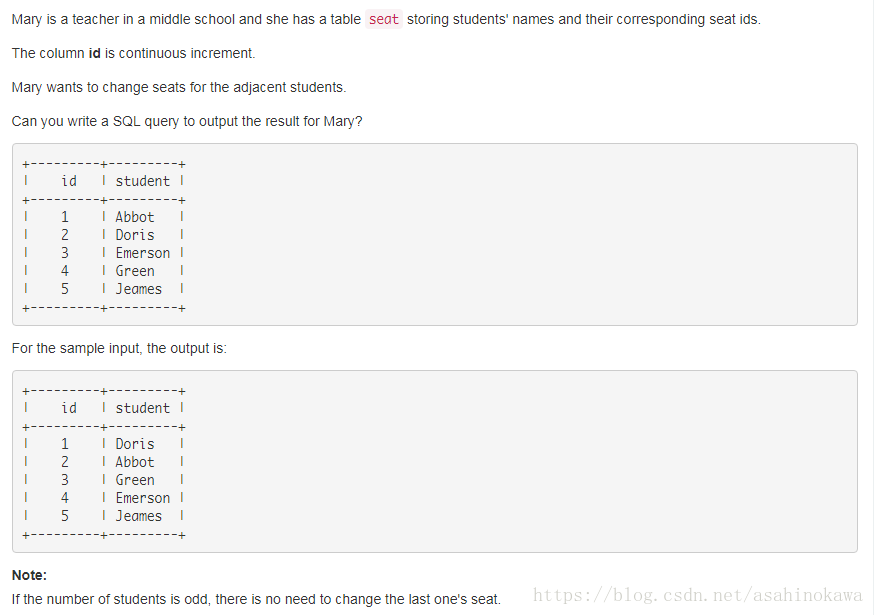 Mary is a teacher in a middle school and she has a table seat storing students' names and their corresponding seat ids.
The column id is continuous increment.
Mary wants to change seats for the adjacent students.
Can you write a SQL query to output the result for Mary?
+---------+---------+
|    id   | student |
+---------+---------+
|    1    | Abbot   |
|    2    | Doris   |
|    3    | Emerson |
|    4    | Green   |
|    5    | Jeames  |
+---------+---------+
For the sample input, the output is:
+---------+---------+
|    id   | student |
+---------+---------+
|    1    | Doris   |
|    2    | Abbot   |
|    3    | Green   |
|    4    | Emerson |
|    5    | Jeames  |
+---------+---------+
Note:
If the number of students is odd, there is no need to change the last one's seat.
https://blog.csdn.net/asahinokawa